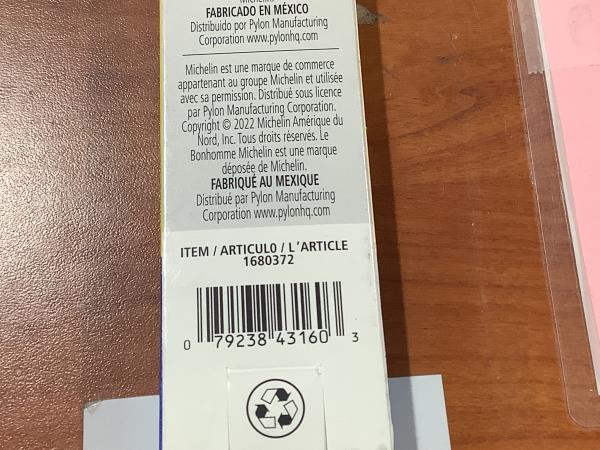 Michelin.
FABRICADO EN MÉXICO
Distribuido por Pylon Manufacturing
Corporation www.pylonhq.com
Michelin est une marque de commerce
appartenant au groupe Michelin et utilisée
avec sa permission. Distribué sous licence
par Pylon Manufacturing Corporation.
Copyright © 2022 Michelin Amérique du
Nord, Inc. Tous droits réservés. Le
Bonhomme Michelin est une marque
déposée de Michelin.
FABRIQUÉ AU MEXIQUE
Distribué par Pylon Manufacturing
Corporation www.pylonhq.com
ITEM / ARTICULO / L'ARTICLE
1680372
0 79238 43160 3